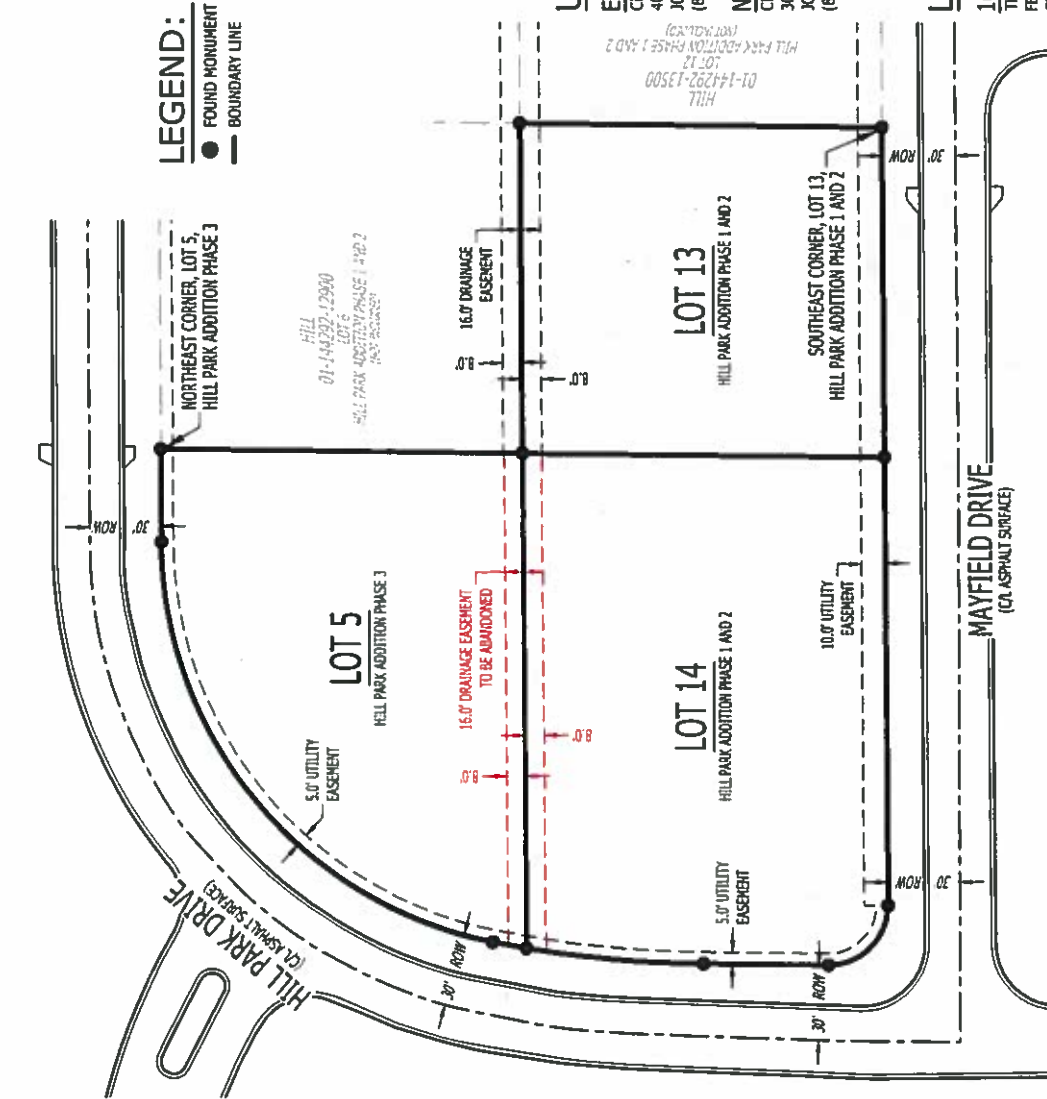 LEGEND:
FOUND MONUMENT
BOUNDARY LINE
HILL
01-144292-13500
LOT 12
HILL PARK ADDITION PHASE 1 AND 2
(NOT INCLUDED)
NORTHEAST CORNER, LOT 5,
HILL PARK ADDITION PHASE 3
HILL
01-144292-12900
LOT 6
HILL PARK ADDITION PHASE 1 AND 2
16.0' DRAINAGE
EASEMENT
8.0'
8.0'
LOT 13
HILL PARK ADDITION PHASE 1 AND 2
SOUTHEAST CORNER, LOT 13,
HILL PARK ADDITION PHASE 1 AND 2
ROW
30'
ROW
30'
LOT 5
HILL PARK ADDITION PHASE 3
16.0' DRAINAGE EASEMENT
TO BE ABANDONED
8.0'
8.0'
5.0' UTILITY
EASEMENT
LOT 14
HILL PARK ADDITION PHASE 1 AND 2
10.0' UTILITY
EASEMENT
5.0' UTILITY
EASEMENT
HILL PARK DRIVE
(C/L ASPHALT SURFACE)
ROW
30'
ROW
30'
ROW
30'
MAYFIELD DRIVE
(C/L ASPHALT SURFACE)